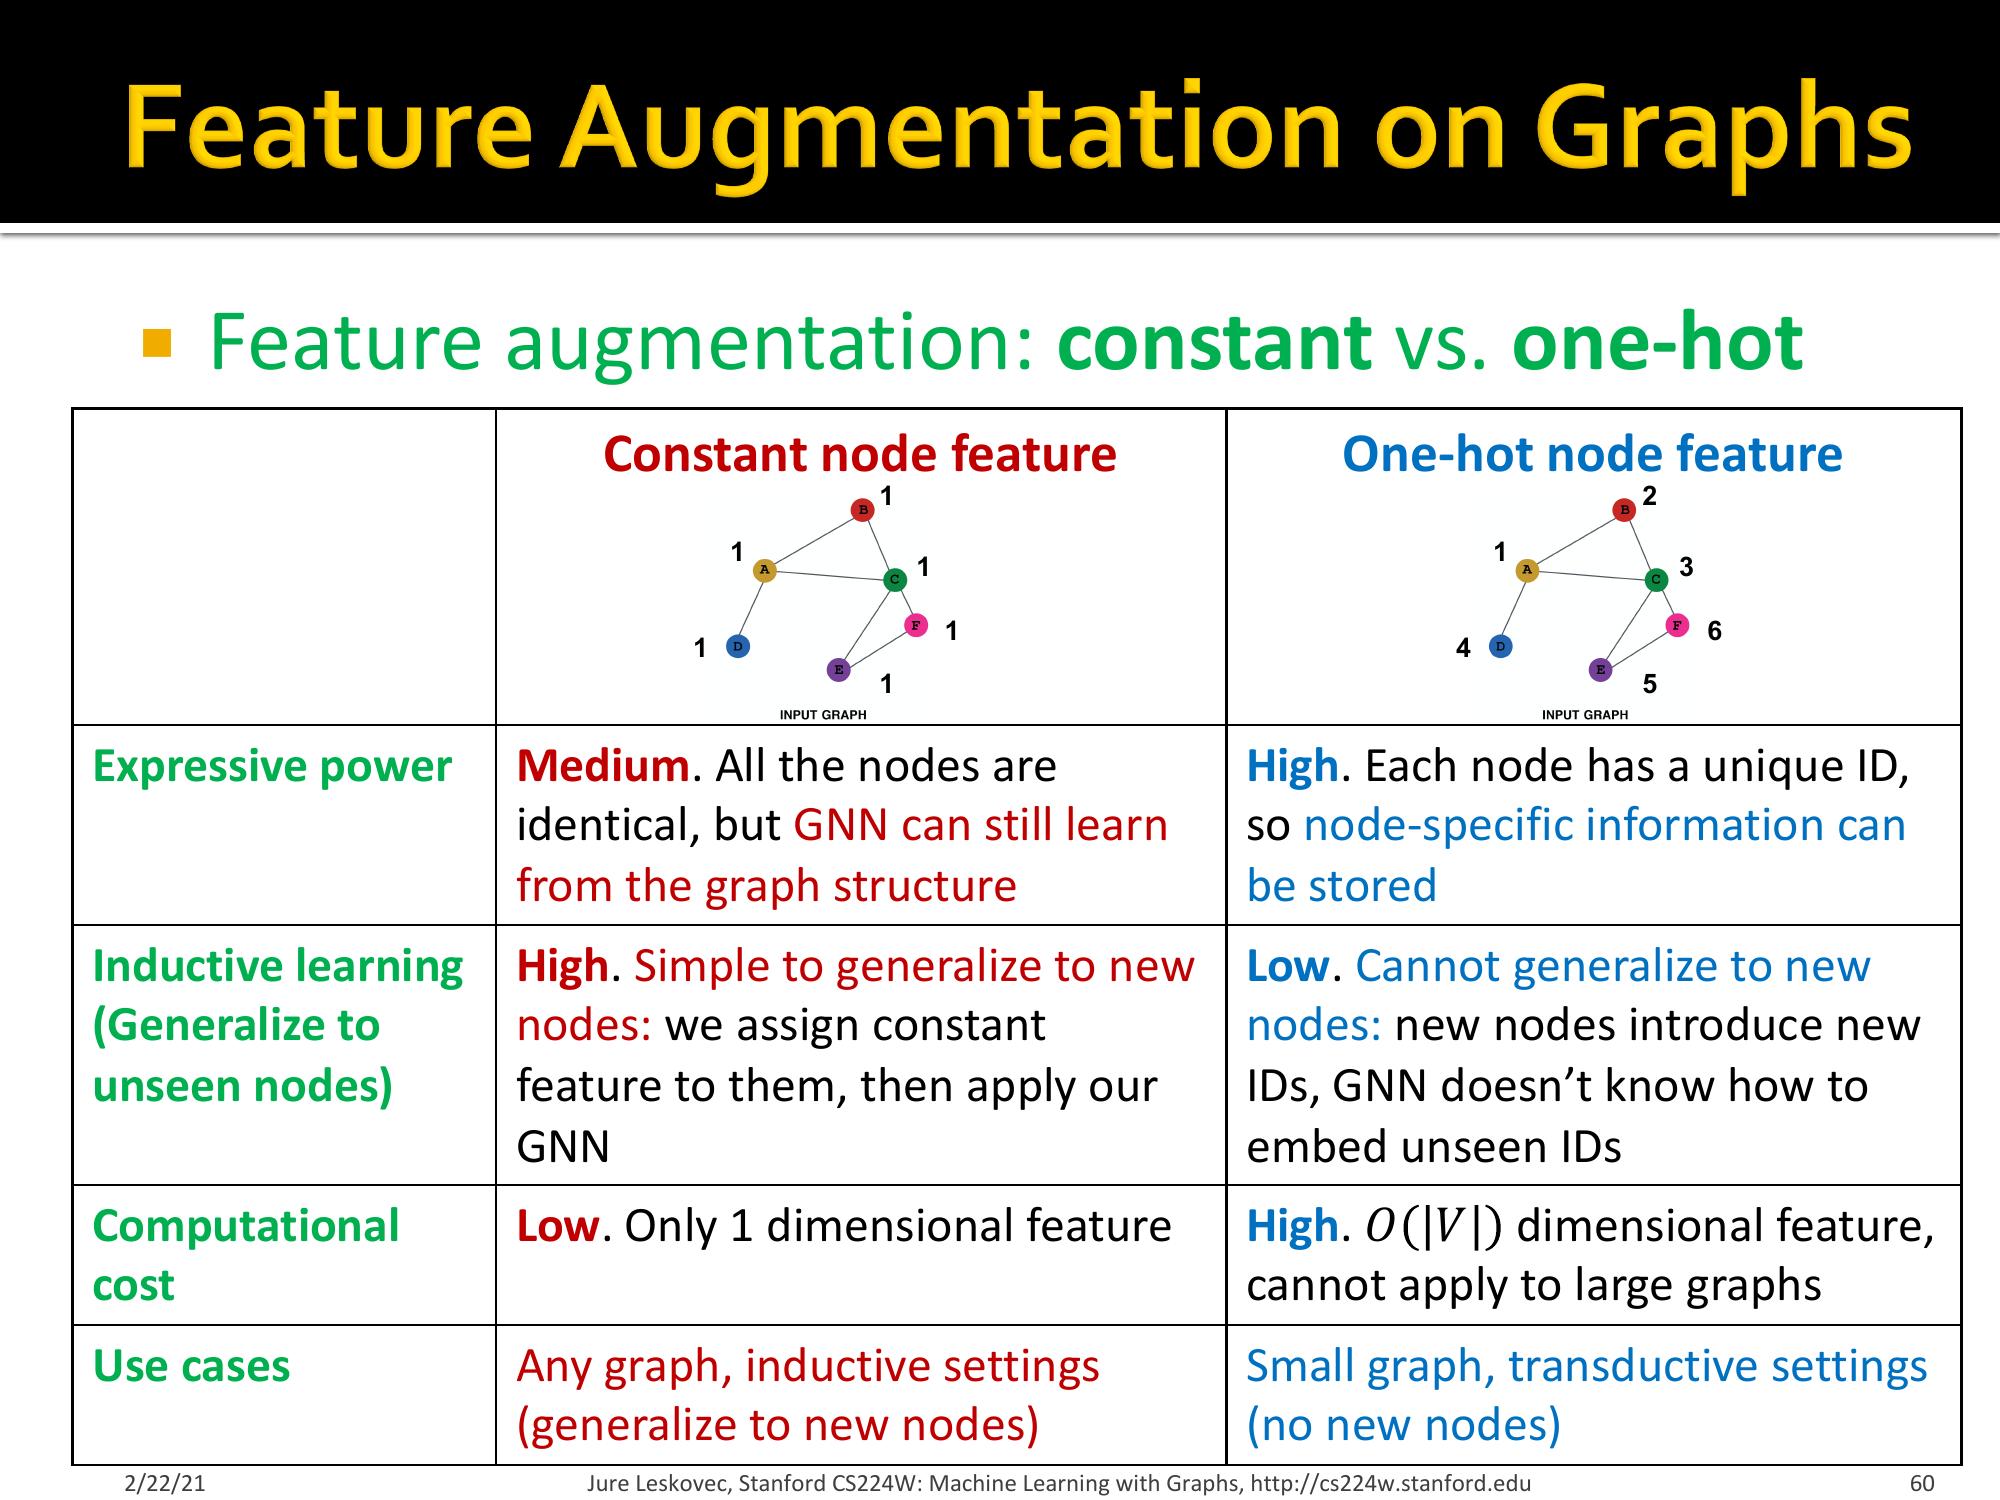 Feature Augmentation on Graphs
Feature augmentation: constant vs. one-hot
Constant node feature
1
B
1
A
1
C
1
F
1
D
E
1
INPUT GRAPH
One-hot node feature
2
B
1
A
3
C
6
F
4
D
E
5
INPUT GRAPH
Expressive power
Medium. All the nodes are
identical, but GNN can still learn
from the graph structure
High. Each node has a unique ID,
so node-specific information can
be stored
Inductive learning
(Generalize to
unseen nodes)
High. Simple to generalize to new
nodes: we assign constant
feature to them, then apply our
GNN
Low. Cannot generalize to new
nodes: new nodes introduce new
IDs, GNN doesn’t know how to
embed unseen IDs
Computational
cost
Low. Only 1 dimensional feature
High. O(|V|) dimensional feature,
cannot apply to large graphs
Use cases
Any graph, inductive settings
(generalize to new nodes)
Small graph, transductive settings
(no new nodes)
2/22/21
Jure Leskovec, Stanford CS224W: Machine Learning with Graphs, http://cs224w.stanford.edu
60